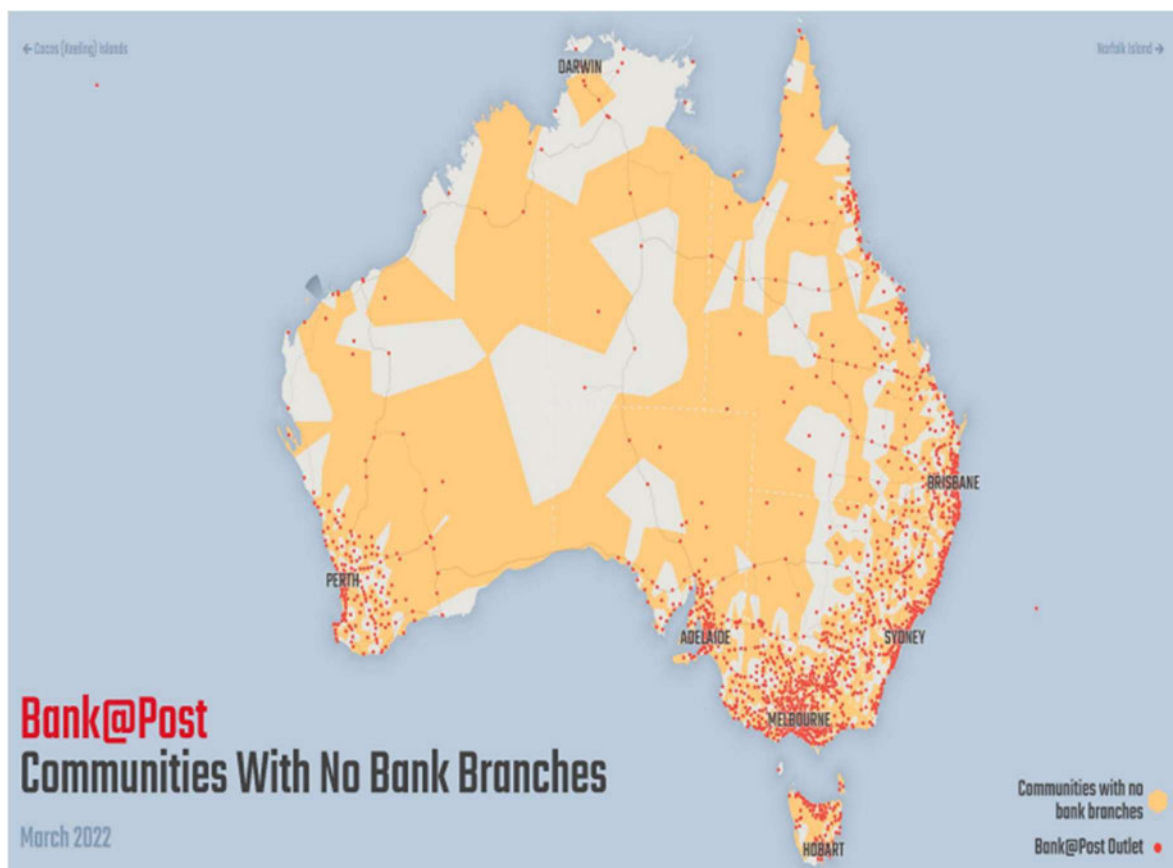 ← Cocos (Keeling) Islands
Norfolk Island →
DARWIN
BRISBANE
PERTH
ADELAIDE
SYDNEY
MELBOURNE
HOBART
Bank@Post
Communities With No Bank Branches
March 2022
Communities with no
bank branches
Bank@Post Outlet